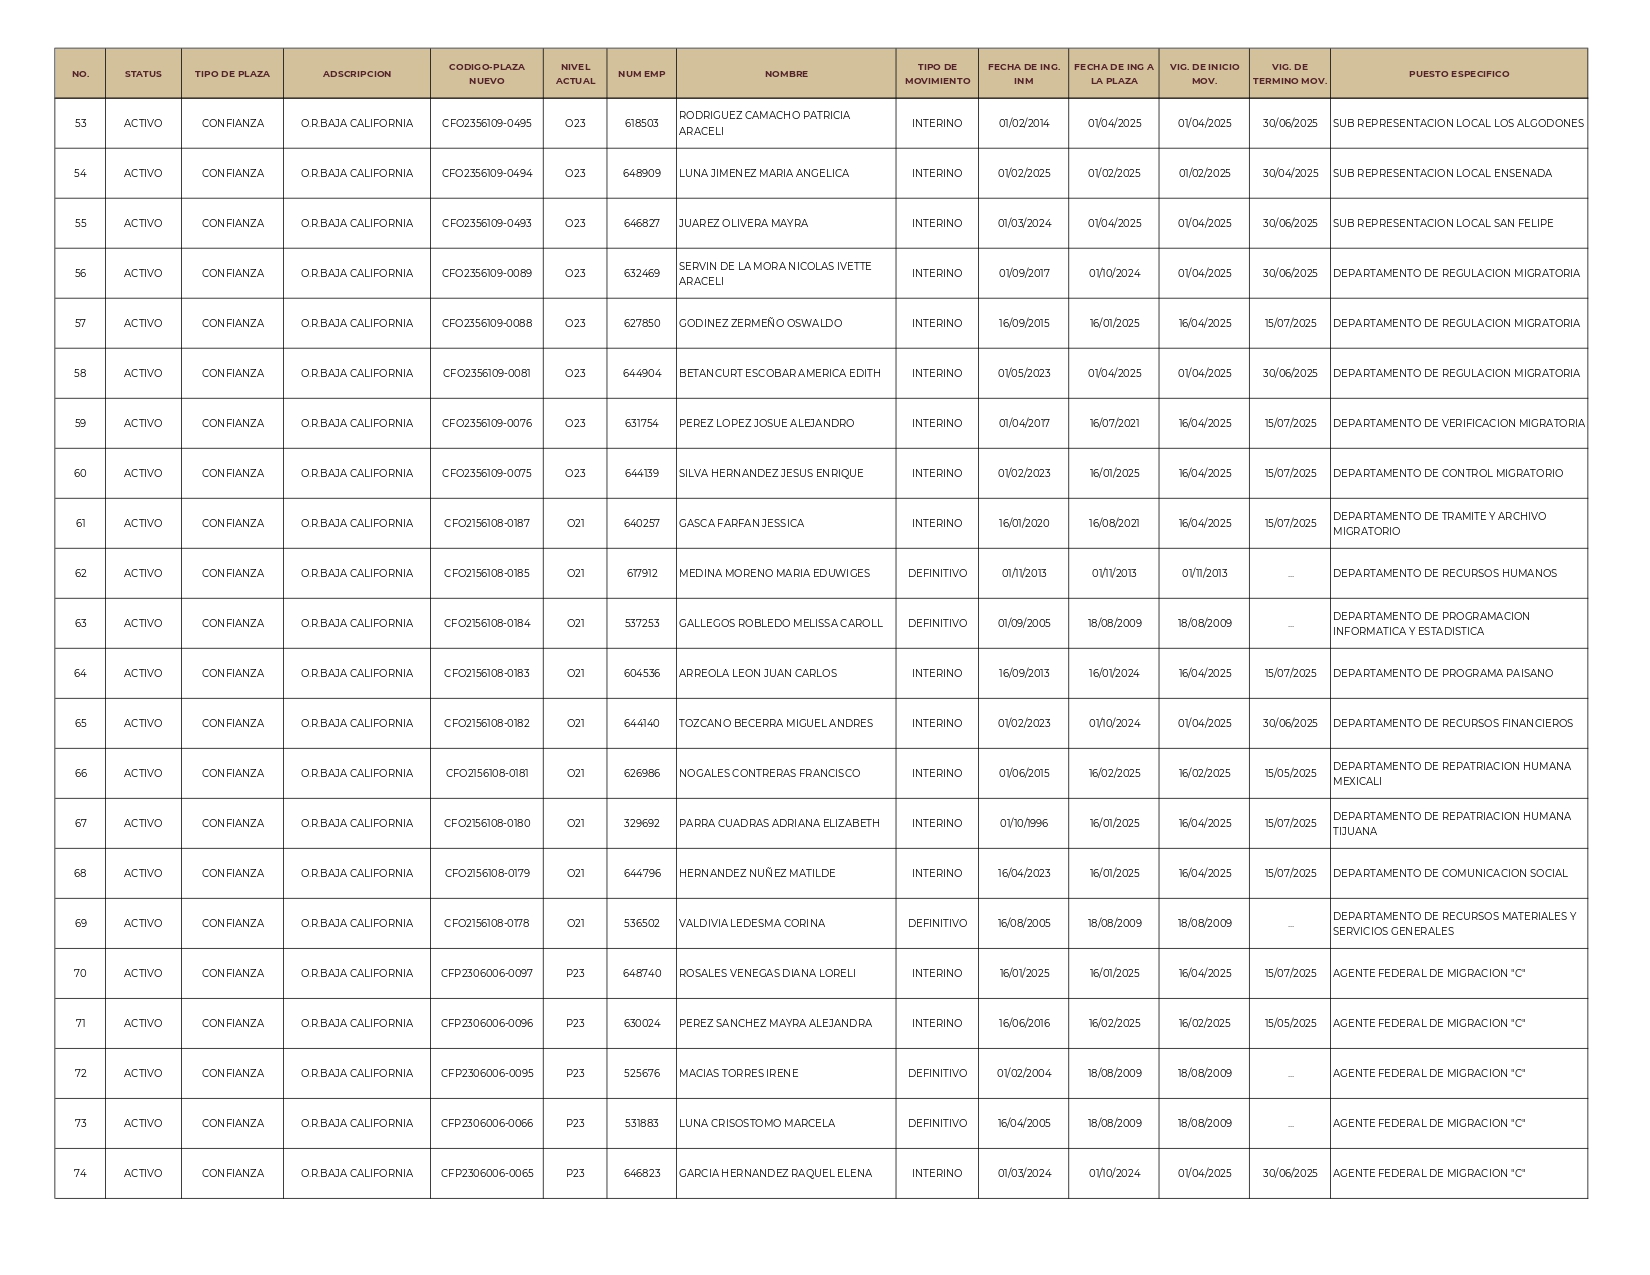 NO. STATUS TIPO DE PLAZA ADSCRIPCION CODIGO-PLAZA NUEVO NIVEL ACTUAL NUM EMP NOMBRE TIPO DE MOVIMIENTO FECHA DE ING. INM FECHA DE ING A LA PLAZA VIG. DE INICIO MOV. VIG. DE TERMINO MOV. PUESTO ESPECIFICO
53 ACTIVO CONFIANZA O.R.BAJA CALIFORNIA CFO2356109-0495 O23 618503 RODRIGUEZ CAMACHO PATRICIA ARACELI INTERINO 01/02/2014 01/04/2025 01/04/2025 30/06/2025 SUB REPRESENTACION LOCAL LOS ALGODONES
54 ACTIVO CONFIANZA O.R.BAJA CALIFORNIA CFO2356109-0494 O23 648909 LUNA JIMENEZ MARIA ANGELICA INTERINO 01/02/2025 01/02/2025 01/02/2025 30/04/2025 SUB REPRESENTACION LOCAL ENSENADA
55 ACTIVO CONFIANZA O.R.BAJA CALIFORNIA CFO2356109-0493 O23 646827 JUAREZ OLIVERA MAYRA INTERINO 01/03/2024 01/04/2025 01/04/2025 30/06/2025 SUB REPRESENTACION LOCAL SAN FELIPE
56 ACTIVO CONFIANZA O.R.BAJA CALIFORNIA CFO2356109-0089 O23 632469 SERVIN DE LA MORA NICOLAS IVETTE ARACELI INTERINO 01/09/2017 01/10/2024 01/04/2025 30/06/2025 DEPARTAMENTO DE REGULACION MIGRATORIA
57 ACTIVO CONFIANZA O.R.BAJA CALIFORNIA CFO2356109-0088 O23 627850 GODINEZ ZERMEÑO OSWALDO INTERINO 16/09/2015 16/01/2025 16/04/2025 15/07/2025 DEPARTAMENTO DE REGULACION MIGRATORIA
58 ACTIVO CONFIANZA O.R.BAJA CALIFORNIA CFO2356109-0081 O23 644904 BETANCURT ESCOBAR AMERICA EDITH INTERINO 01/05/2023 01/04/2025 01/04/2025 30/06/2025 DEPARTAMENTO DE REGULACION MIGRATORIA
59 ACTIVO CONFIANZA O.R.BAJA CALIFORNIA CFO2356109-0076 O23 631754 PEREZ LOPEZ JOSUE ALEJANDRO INTERINO 01/04/2017 16/07/2021 16/04/2025 15/07/2025 DEPARTAMENTO DE VERIFICACION MIGRATORIA
60 ACTIVO CONFIANZA O.R.BAJA CALIFORNIA CFO2356109-0075 O23 644139 SILVA HERNANDEZ JESUS ENRIQUE INTERINO 01/02/2023 16/01/2025 16/04/2025 15/07/2025 DEPARTAMENTO DE CONTROL MIGRATORIO
61 ACTIVO CONFIANZA O.R.BAJA CALIFORNIA CFO2156108-0187 O21 640257 GASCA FARFAN JESSICA INTERINO 16/01/2020 16/08/2021 16/04/2025 15/07/2025 DEPARTAMENTO DE TRAMITE Y ARCHIVO MIGRATORIO
62 ACTIVO CONFIANZA O.R.BAJA CALIFORNIA CFO2156108-0185 O21 617912 MEDINA MORENO MARIA EDUWIGES DEFINITIVO 01/11/2013 01/11/2013 01/11/2013 ... DEPARTAMENTO DE RECURSOS HUMANOS
63 ACTIVO CONFIANZA O.R.BAJA CALIFORNIA CFO2156108-0184 O21 537253 GALLEGOS ROBLEDO MELISSA CAROLL DEFINITIVO 01/09/2005 18/08/2009 18/08/2009 ... DEPARTAMENTO DE PROGRAMACION INFORMATICA Y ESTADISTICA
64 ACTIVO CONFIANZA O.R.BAJA CALIFORNIA CFO2156108-0183 O21 604536 ARREOLA LEON JUAN CARLOS INTERINO 16/09/2013 16/01/2024 16/04/2025 15/07/2025 DEPARTAMENTO DE PROGRAMA PAISANO
65 ACTIVO CONFIANZA O.R.BAJA CALIFORNIA CFO2156108-0182 O21 644140 TOZCANO BECERRA MIGUEL ANDRES INTERINO 01/02/2023 01/10/2024 01/04/2025 30/06/2025 DEPARTAMENTO DE RECURSOS FINANCIEROS
66 ACTIVO CONFIANZA O.R.BAJA CALIFORNIA CFO2156108-0181 O21 626986 NOGALES CONTRERAS FRANCISCO INTERINO 01/06/2015 16/02/2025 16/02/2025 15/05/2025 DEPARTAMENTO DE REPATRIACION HUMANA MEXICALI
67 ACTIVO CONFIANZA O.R.BAJA CALIFORNIA CFO2156108-0180 O21 329692 PARRA CUADRAS ADRIANA ELIZABETH INTERINO 01/10/1996 16/01/2025 16/04/2025 15/07/2025 DEPARTAMENTO DE REPATRIACION HUMANA TIJUANA
68 ACTIVO CONFIANZA O.R.BAJA CALIFORNIA CFO2156108-0179 O21 644796 HERNANDEZ NUÑEZ MATILDE INTERINO 16/04/2023 16/01/2025 16/04/2025 15/07/2025 DEPARTAMENTO DE COMUNICACION SOCIAL
69 ACTIVO CONFIANZA O.R.BAJA CALIFORNIA CFO2156108-0178 O21 536502 VALDIVIA LEDESMA CORINA DEFINITIVO 16/08/2005 18/08/2009 18/08/2009 ... DEPARTAMENTO DE RECURSOS MATERIALES Y SERVICIOS GENERALES
70 ACTIVO CONFIANZA O.R.BAJA CALIFORNIA CFP2306006-0097 P23 648740 ROSALES VENEGAS DIANA LORELI INTERINO 16/01/2025 16/01/2025 16/04/2025 15/07/2025 AGENTE FEDERAL DE MIGRACION "C"
71 ACTIVO CONFIANZA O.R.BAJA CALIFORNIA CFP2306006-0096 P23 630024 PEREZ SANCHEZ MAYRA ALEJANDRA INTERINO 16/06/2016 16/02/2025 16/02/2025 15/05/2025 AGENTE FEDERAL DE MIGRACION "C"
72 ACTIVO CONFIANZA O.R.BAJA CALIFORNIA CFP2306006-0095 P23 525676 MACIAS TORRES IRENE DEFINITIVO 01/02/2004 18/08/2009 18/08/2009 ... AGENTE FEDERAL DE MIGRACION "C"
73 ACTIVO CONFIANZA O.R.BAJA CALIFORNIA CFP2306006-0066 P23 531883 LUNA CRISOSTOMO MARCELA DEFINITIVO 16/04/2005 18/08/2009 18/08/2009 ... AGENTE FEDERAL DE MIGRACION "C"
74 ACTIVO CONFIANZA O.R.BAJA CALIFORNIA CFP2306006-0065 P23 646823 GARCIA HERNANDEZ RAQUEL ELENA INTERINO 01/03/2024 01/10/2024 01/04/2025 30/06/2025 AGENTE FEDERAL DE MIGRACION "C"